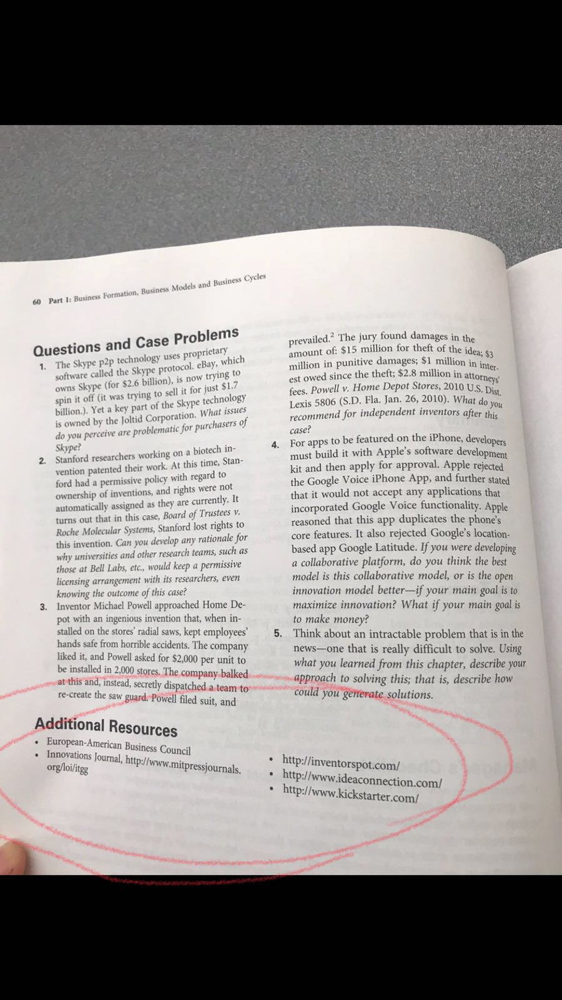 60 Part 1: Business Formation, Business Models and Business Cycles
Questions and Case Problems
1. The Skype p2p technology uses proprietary
software called the Skype protocol. eBay, which
owns Skype (for $2.6 billion), is now trying to
spin it off (it was trying to sell it for just $1.7
billion.). Yet a key part of the Skype technology
is owned by the Joltid Corporation. What issues
do you perceive are problematic for purchasers of
Skype?
2. Stanford researchers working on a biotech in-
vention patented their work. At this time, Stan-
ford had a permissive policy with regard to
ownership of inventions, and rights were not
automatically assigned as they are currently. It
turns out that in this case, Board of Trustees v.
Roche Molecular Systems, Stanford lost rights to
this invention. Can you develop any rationale for
why universities and other research teams, such as
those at Bell Labs, etc., would keep a permissive
licensing arrangement with its researchers, even
knowing the outcome of this case?
3. Inventor Michael Powell approached Home De-
pot with an ingenious invention that, when in-
stalled on the stores' radial saws, kept employees'
hands safe from horrible accidents. The company
liked it, and Powell asked for $2,000 per unit to
be installed in 2,000 stores. The company balked
at this and, instead, secretly dispatched a team to
re-create the saw guard. Powell filed suit, and
prevailed.² The jury found damages in the
amount of: $15 million for theft of the idea; $3
million in punitive damages; $1 million in inter-
est owed since the theft; $2.8 million in attorneys'
fees. Powell v. Home Depot Stores, 2010 U.S. Dist.
Lexis 5806 (S.D. Fla. Jan. 26, 2010). What do you
recommend for independent inventors after this
case?
4. For apps to be featured on the iPhone, developers
must build it with Apple's software development
kit and then apply for approval. Apple rejected
the Google Voice iPhone App, and further stated
that it would not accept any applications that
incorporated Google Voice functionality. Apple
reasoned that this app duplicates the phone's
core features. It also rejected Google's location-
based app Google Latitude. If you were developing
a collaborative platform, do you think the best
model is this collaborative model, or is the open
innovation model better—if your main goal is to
maximize innovation? What if your main goal is
to make money?
5. Think about an intractable problem that is in the
news—one that is really difficult to solve. Using
what you learned from this chapter, describe your
approach to solving this; that is, describe how
could you generate solutions.
Additional Resources
• European-American Business Council
• Innovations Journal, http://www.mitpressjournals.
org/loi/itgg
• http://inventorspot.com/
• http://www.ideaconnection.com/
• http://www.kickstarter.com/